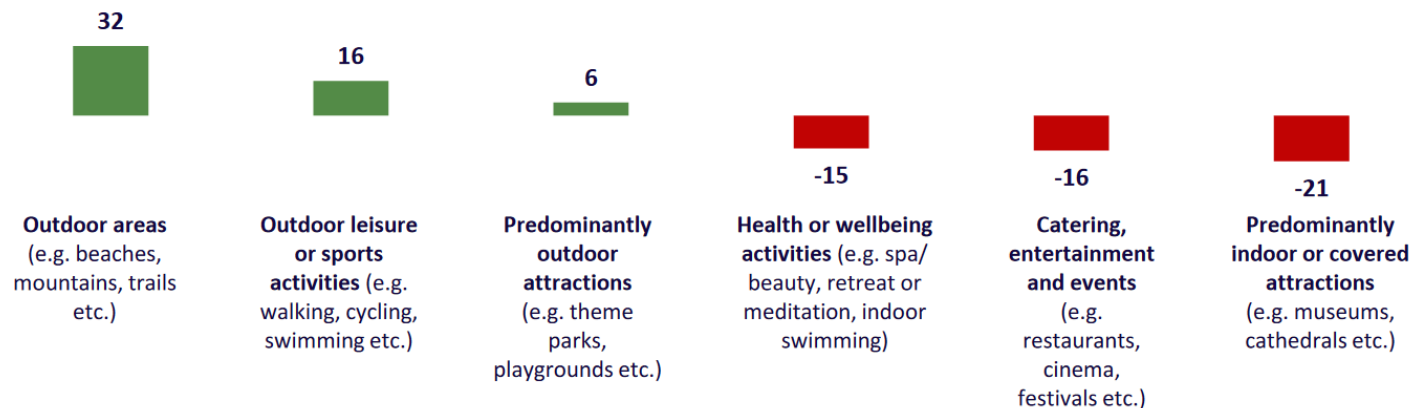 32
16
6
-15
-16
-21
Outdoor areas
(e.g. beaches,
mountains, trails
etc.)
Outdoor leisure
or sports
activities (e.g.
walking, cycling,
swimming etc.)
Predominantly
outdoor
attractions
(e.g. theme
parks,
playgrounds etc.)
Health or wellbeing
activities (e.g. spa/
beauty, retreat or
meditation, indoor
swimming)
Catering,
entertainment
and events
(e.g.
restaurants,
cinema,
festivals etc.)
Predominantly
indoor or covered
attractions
(e.g. museums,
cathedrals etc.)